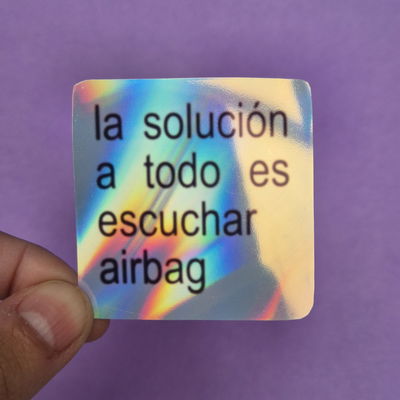 la solución
a todo es
escuchar
airbag